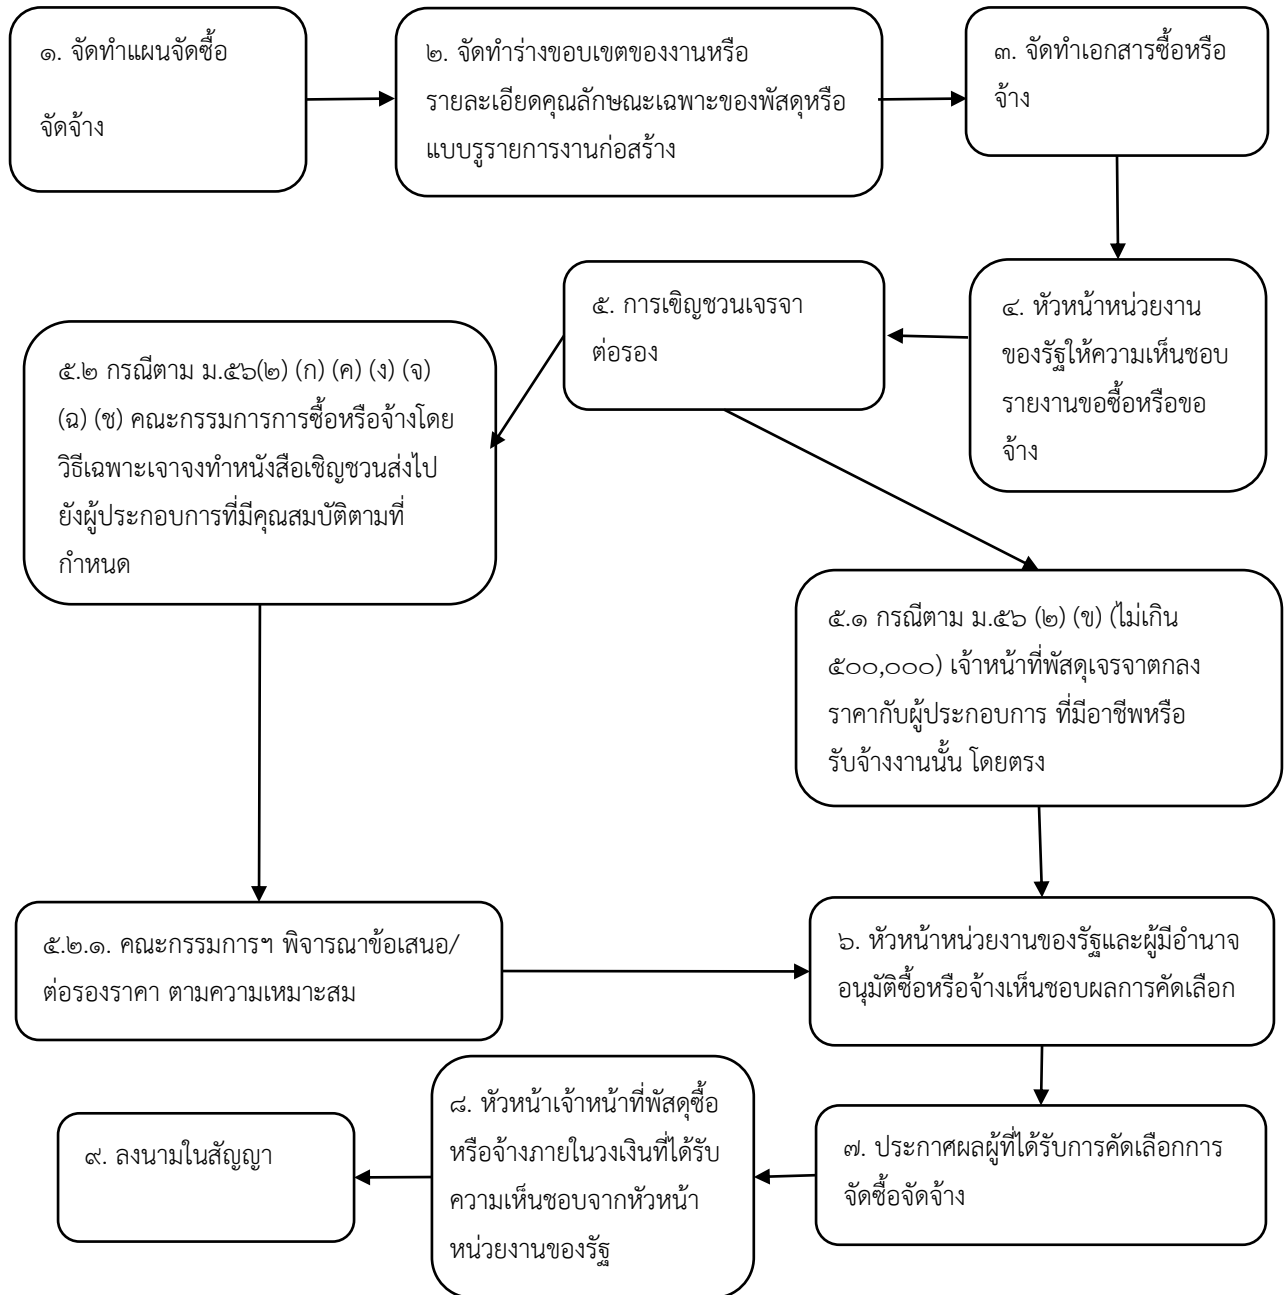 ๑. จัดทำแผนจัดซื้อ
จัดจ้าง
๒. จัดทำร่างขอบเขตของงานหรือ
รายละเอียดคุณลักษณะเฉพาะของพัสดุหรือ
แบบรูรายการงานก่อสร้าง
๓. จัดทำเอกสารซื้อหรือ
จ้าง
๔. หัวหน้าหน่วยงาน
ของรัฐให้ความเห็นชอบ
รายงานขอซื้อหรือขอ
จ้าง
๕. การเชิญชวนเจรจา
ต่อรอง
๕.๒ กรณีตาม ม.๕๖(๒) (ก) (ค) (ง) (จ)
(ฉ) (ช) คณะกรรมการการซื้อหรือจ้างโดย
วิธีเฉพาะเจาจงทำหนังสือเชิญชวนส่งไป
ยังผู้ประกอบการที่มีคุณสมบัติตามที่
กำหนด
๕.๑ กรณีตาม ม.๕๖ (๒) (ข) (ไม่เกิน
๕๐๐,๐๐๐) เจ้าหน้าที่พัสดุเจรจาตกลง
ราคากับผู้ประกอบการ ที่มีอาชีพหรือ
รับจ้างงานนั้น โดยตรง
๕.๒.๑. คณะกรรมการฯ พิจารณาข้อเสนอ/
ต่อรองราคา ตามความเหมาะสม
๖. หัวหน้าหน่วยงานของรัฐและผู้มีอำนาจ
อนุมัติซื้อหรือจ้างเห็นชอบผลการคัดเลือก
๗. ประกาศผลผู้ที่ได้รับการคัดเลือกการ
จัดซื้อจัดจ้าง
๘. หัวหน้าเจ้าหน้าที่พัสดุซื้อ
หรือจ้างภายในวงเงินที่ได้รับ
ความเห็นชอบจากหัวหน้า
หน่วยงานของรัฐ
๙. ลงนามในสัญญา